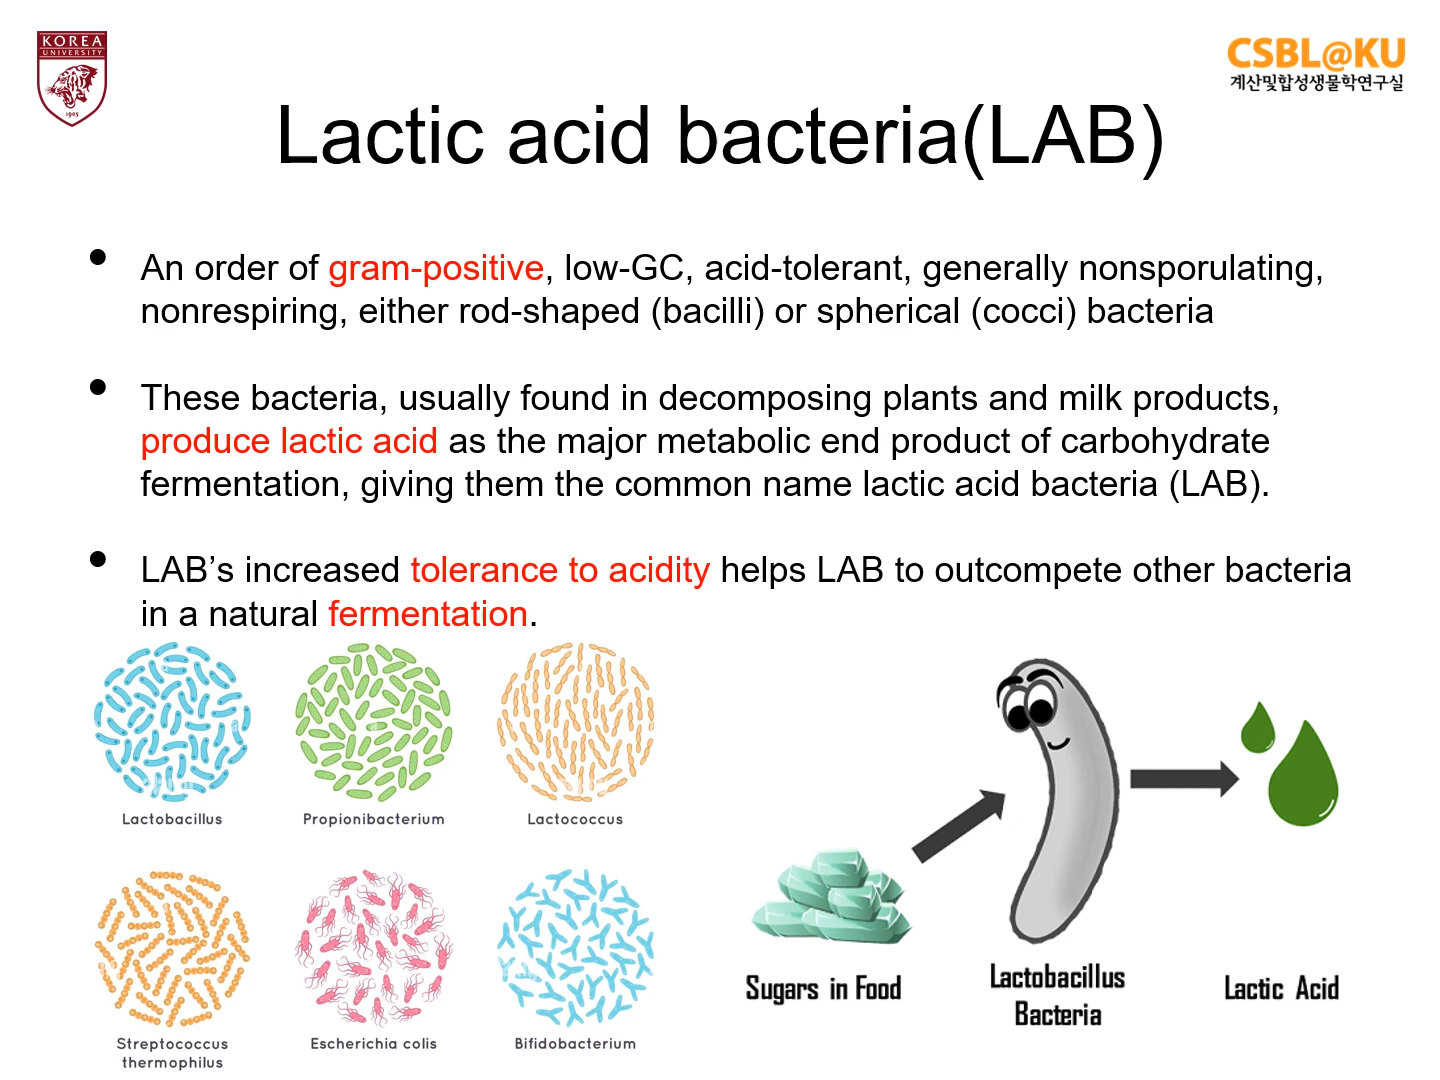 KOREA
UNIVERSITY
1905
CSBL@KU
계산및합성생물학연구실
Lactic acid bacteria(LAB)
• An order of gram-positive, low-GC, acid-tolerant, generally nonsporulating,
nonrespiring, either rod-shaped (bacilli) or spherical (cocci) bacteria
• These bacteria, usually found in decomposing plants and milk products,
produce lactic acid as the major metabolic end product of carbohydrate
fermentation, giving them the common name lactic acid bacteria (LAB).
• LAB’s increased tolerance to acidity helps LAB to outcompete other bacteria
in a natural fermentation.
Lactobacillus
Propionibacterium
Lactococcus
Streptococcus
thermophilus
Escherichia colis
Bifidobacterium
Sugars in Food
Lactobacillus
Bacteria
Lactic Acid